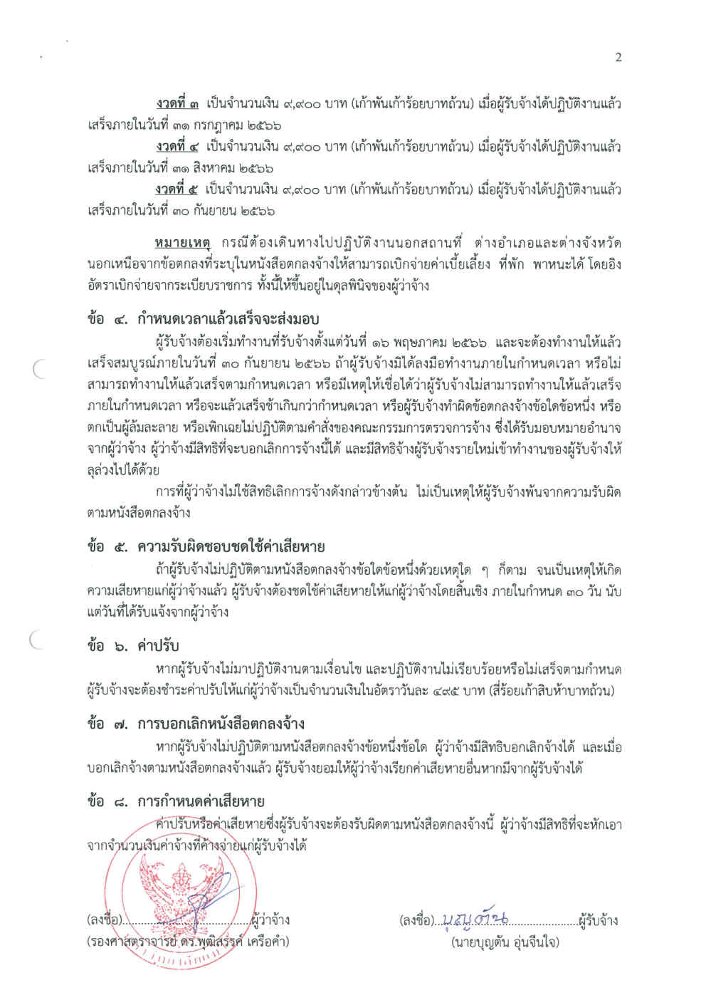 2
งวดที่ ๓ เป็นจำนวนเงิน ๙,๙๐๐ บาท (เก้าพันเก้าร้อยบาทถ้วน) เมื่อผู้รับจ้างได้ปฏิบัติงานแล้ว
เสร็จภายในวันที่ ๓๑ กรกฎาคม ๒๕๖๖
งวดที่ ๔ เป็นจำนวนเงิน ๙,๙๐๐ บาท (เก้าพันเก้าร้อยบาทถ้วน) เมื่อผู้รับจ้างได้ปฏิบัติงานแล้ว
เสร็จภายในวันที่ ๓๑ สิงหาคม ๒๕๖๖
งวดที่ ๕ เป็นจำนวนเงิน ๙,๙๐๐ บาท (เก้าพันเก้าร้อยบาทถ้วน) เมื่อผู้รับจ้างได้ปฏิบัติงานแล้ว
เสร็จภายในวันที่ ๓๐ กันยายน ๒๕๖๖
หมายเหตุ กรณีต้องเดินทางไปปฏิบัติงานนอกสถานที่ ต่างอำเภอและต่างจังหวัด
นอกเหนือจากข้อตกลงที่ระบุในหนังสือตกลงจ้างให้สามารถเบิกจ่ายค่าเบี้ยเลี้ยง ที่พัก พาหนะได้ โดยอิง
อัตราเบิกจ่ายจากระเบียบราชการ ทั้งนี้ให้ขึ้นอยู่ในดุลพินิจของผู้ว่าจ้าง
ข้อ ๔. กำหนดเวลาแล้วเสร็จจะส่งมอบ
ผู้รับจ้างต้องเริ่มทำงานที่รับจ้างตั้งแต่วันที่ ๑๖ พฤษภาคม ๒๕๖๖ และจะต้องทำงานให้แล้ว
เสร็จสมบูรณ์ภายในวันที่ ๓๐ กันยายน ๒๕๖๖ ถ้าผู้รับจ้างมิได้ลงมือทำงานภายในกำหนดเวลา หรือไม่
สามารถทำงานให้แล้วเสร็จตามกำหนดเวลา หรือมีเหตุให้เชื่อได้ว่าผู้รับจ้างไม่สามารถทำงานให้แล้วเสร็จ
ภายในกำหนดเวลา หรือจะแล้วเสร็จช้าเกินกว่ากำหนดเวลา หรือผู้รับจ้างทำผิดข้อตกลงจ้างข้อใดข้อหนึ่ง หรือ
ตกเป็นผู้ล้มละลาย หรือเพิกเฉยไม่ปฏิบัติตามคำสั่งของคณะกรรมการตรวจการจ้าง ซึ่งได้รับมอบหมายอำนาจ
จากผู้ว่าจ้าง ผู้ว่าจ้างมีสิทธิที่จะบอกเลิกการจ้างนี้ได้ และมีสิทธิจ้างผู้รับจ้างรายใหม่เข้าทำงานของผู้รับจ้างให้
ลุล่วงไปได้ด้วย
การที่ผู้ว่าจ้างไม่ใช้สิทธิเลิกการจ้างดังกล่าวข้างต้น ไม่เป็นเหตุให้ผู้รับจ้างพ้นจากความรับผิด
ตามหนังสือตกลงจ้าง
ข้อ ๕. ความรับผิดชอบชดใช้ค่าเสียหาย
ถ้าผู้รับจ้างไม่ปฏิบัติตามหนังสือตกลงจ้างข้อใดข้อหนึ่งด้วยเหตุใด ๆ ก็ตาม จนเป็นเหตุให้เกิด
ความเสียหายแก่ผู้ว่าจ้างแล้ว ผู้รับจ้างต้องชดใช้ค่าเสียหายให้แก่ผู้ว่าจ้างโดยสิ้นเชิง ภายในกำหนด ๓๐ วัน นับ
แต่วันที่ได้รับแจ้งจากผู้ว่าจ้าง
ข้อ ๖. ค่าปรับ
หากผู้รับจ้างไม่มาปฏิบัติงานตามเงื่อนไข และปฏิบัติงานไม่เรียบร้อยหรือไม่เสร็จตามกำหนด
ผู้รับจ้างจะต้องชำระค่าปรับให้แก่ผู้ว่าจ้างเป็นจำนวนเงินในอัตราวันละ ๔๙๕ บาท (สี่ร้อยเก้าสิบห้าบาทถ้วน)
ข้อ ๗. การบอกเลิกหนังสือตกลงจ้าง
หากผู้รับจ้างไม่ปฏิบัติตามหนังสือตกลงจ้างข้อหนึ่งข้อใด ผู้ว่าจ้างมีสิทธิบอกเลิกจ้างได้ และเมื่อ
บอกเลิกจ้างตามหนังสือตกลงจ้างแล้ว ผู้รับจ้างยอมให้ผู้ว่าจ้างเรียกค่าเสียหายอื่นหากมีจากผู้รับจ้างได้
ข้อ ๘. การกำหนดค่าเสียหาย
ค่าปรับหรือค่าเสียหายซึ่งผู้รับจ้างจะต้องรับผิดตามหนังสือตกลงจ้างนี้ ผู้ว่าจ้างมีสิทธิที่จะหักเอา
จากจำนวนเงินค่าจ้างที่ค้างจ่ายแก่ผู้รับจ้างได้
(ลงชื่อ)....................................ผู้ว่าจ้าง
(รองศาสตราจารย์ ดร.พุฒิสรรค์ เครือคำ)
(ลงชื่อ)..บุญตัน....................ผู้รับจ้าง
(นายบุญตัน อุ่นจีนใจ)